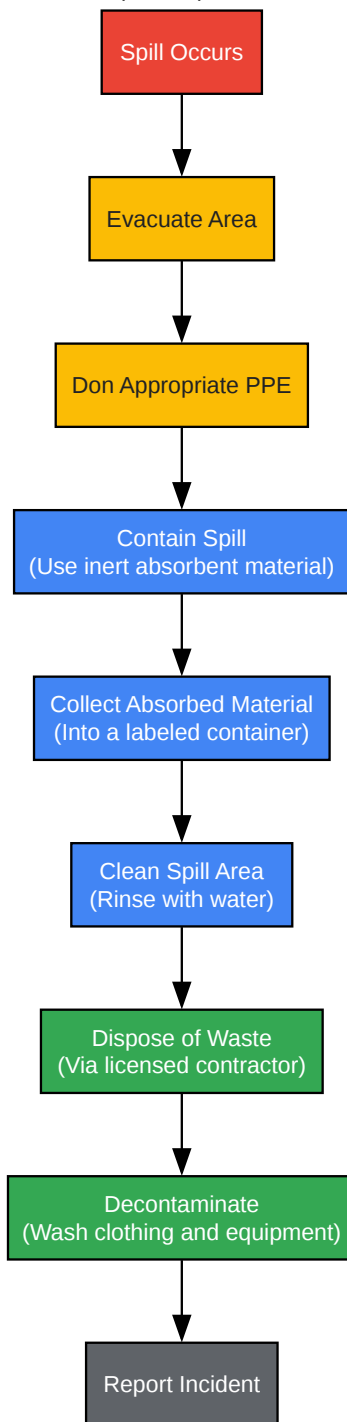 Spill Occurs
Evacuate Area
Don Appropriate PPE
Contain Spill
(Use inert absorbent material)
Collect Absorbed Material
(Into a labeled container)
Clean Spill Area
(Rinse with water)
Dispose of Waste
(Via licensed contractor)
Decontaminate
(Wash clothing and equipment)
Report Incident